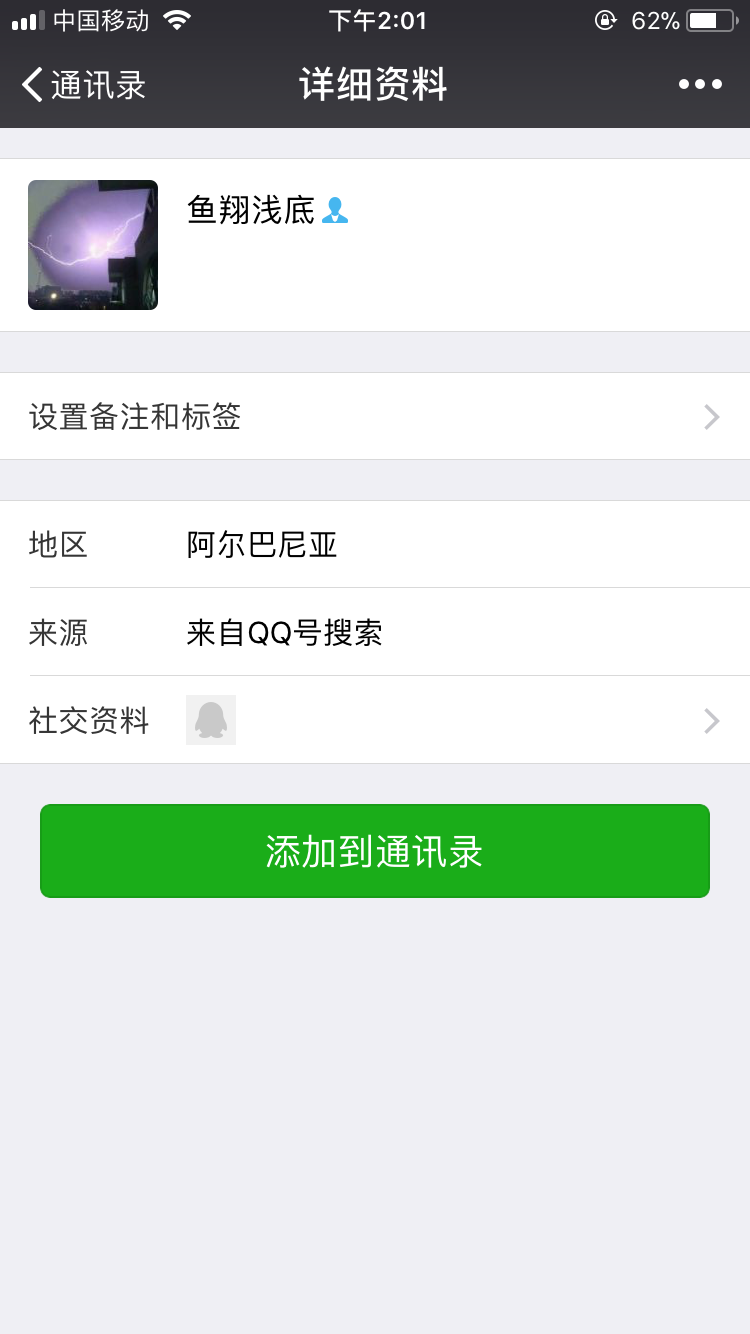 中国移动 下午2:01 62%
通讯录 详细资料
鱼翔浅底
设置备注和标签
地区 阿尔巴尼亚
来源 来自QQ号搜索
社交资料
添加到通讯录